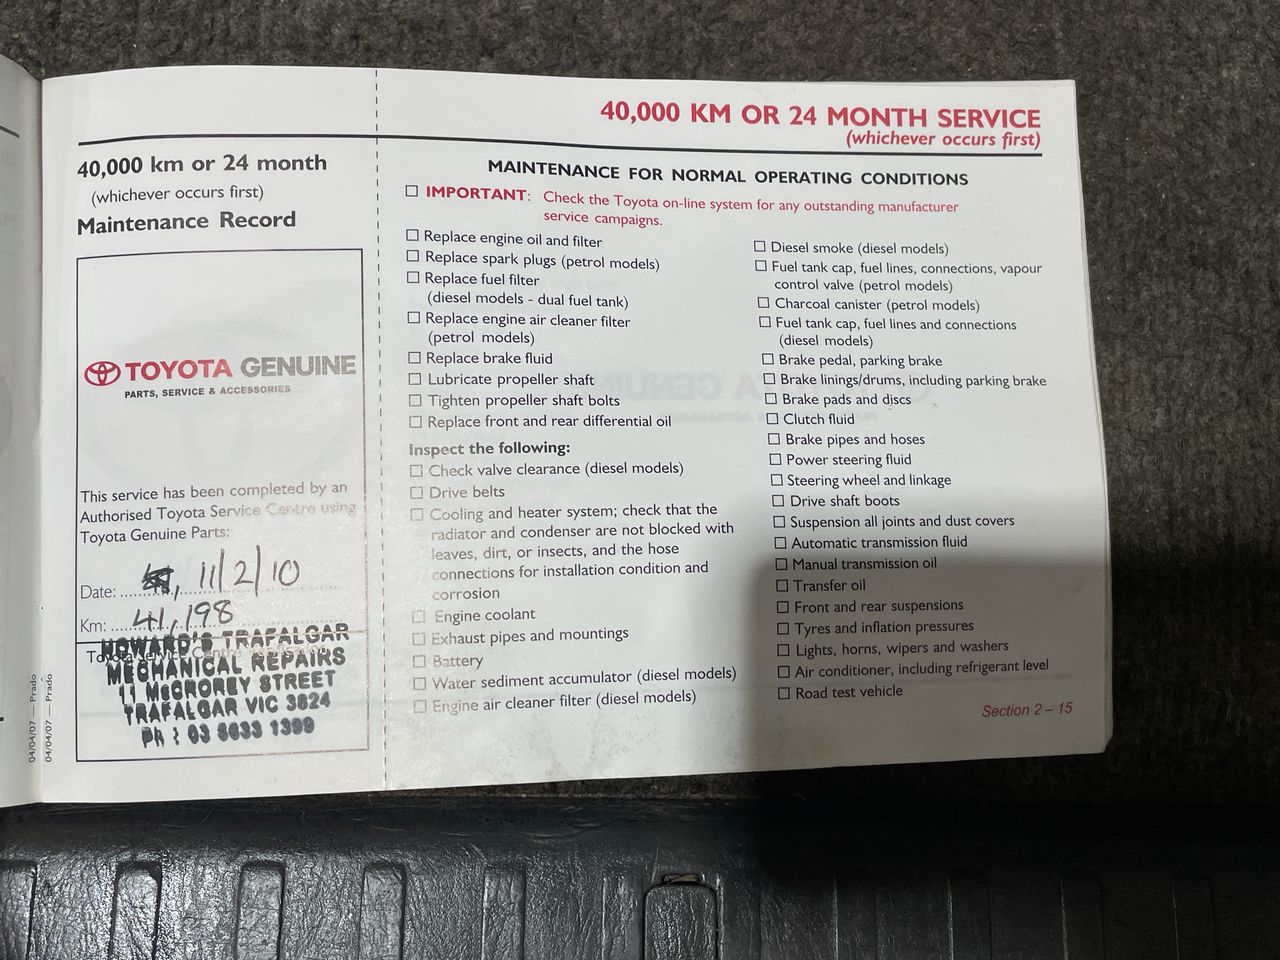 40,000 KM OR 24 MONTH SERVICE
(whichever occurs first)
40,000 km or 24 month
(whichever occurs first)
Maintenance Record
TOYOTA GENUINE
PARTS, SERVICE & ACCESSORIES
This service has been completed by an
Authorised Toyota Service Centre using
Toyota Genuine Parts:
Date: 11/2/10
Km: 41,198
HOWARD'S TRAFALGAR
MECHANICAL REPAIRS
11 McCROREY STREET
TRAFALGAR VIC 3824
PH : 03 5633 1399
04/04/07 — Prado
04/04/07 — Prado
MAINTENANCE FOR NORMAL OPERATING CONDITIONS
IMPORTANT: Check the Toyota on-line system for any outstanding manufacturer
service campaigns.
Replace engine oil and filter
Replace spark plugs (petrol models)
Replace fuel filter
(diesel models - dual fuel tank)
Replace engine air cleaner filter
(petrol models)
Replace brake fluid
Lubricate propeller shaft
Tighten propeller shaft bolts
Replace front and rear differential oil
Inspect the following:
Check valve clearance (diesel models)
Drive belts
Cooling and heater system; check that the
radiator and condenser are not blocked with
leaves, dirt, or insects, and the hose
connections for installation condition and
corrosion
Engine coolant
Exhaust pipes and mountings
Battery
Water sediment accumulator (diesel models)
Engine air cleaner filter (diesel models)
Diesel smoke (diesel models)
Fuel tank cap, fuel lines, connections, vapour
control valve (petrol models)
Charcoal canister (petrol models)
Fuel tank cap, fuel lines and connections
(diesel models)
Brake pedal, parking brake
Brake linings/drums, including parking brake
Brake pads and discs
Clutch fluid
Brake pipes and hoses
Power steering fluid
Steering wheel and linkage
Drive shaft boots
Suspension all joints and dust covers
Automatic transmission fluid
Manual transmission oil
Transfer oil
Front and rear suspensions
Tyres and inflation pressures
Lights, horns, wipers and washers
Air conditioner, including refrigerant level
Road test vehicle
Section 2 – 15